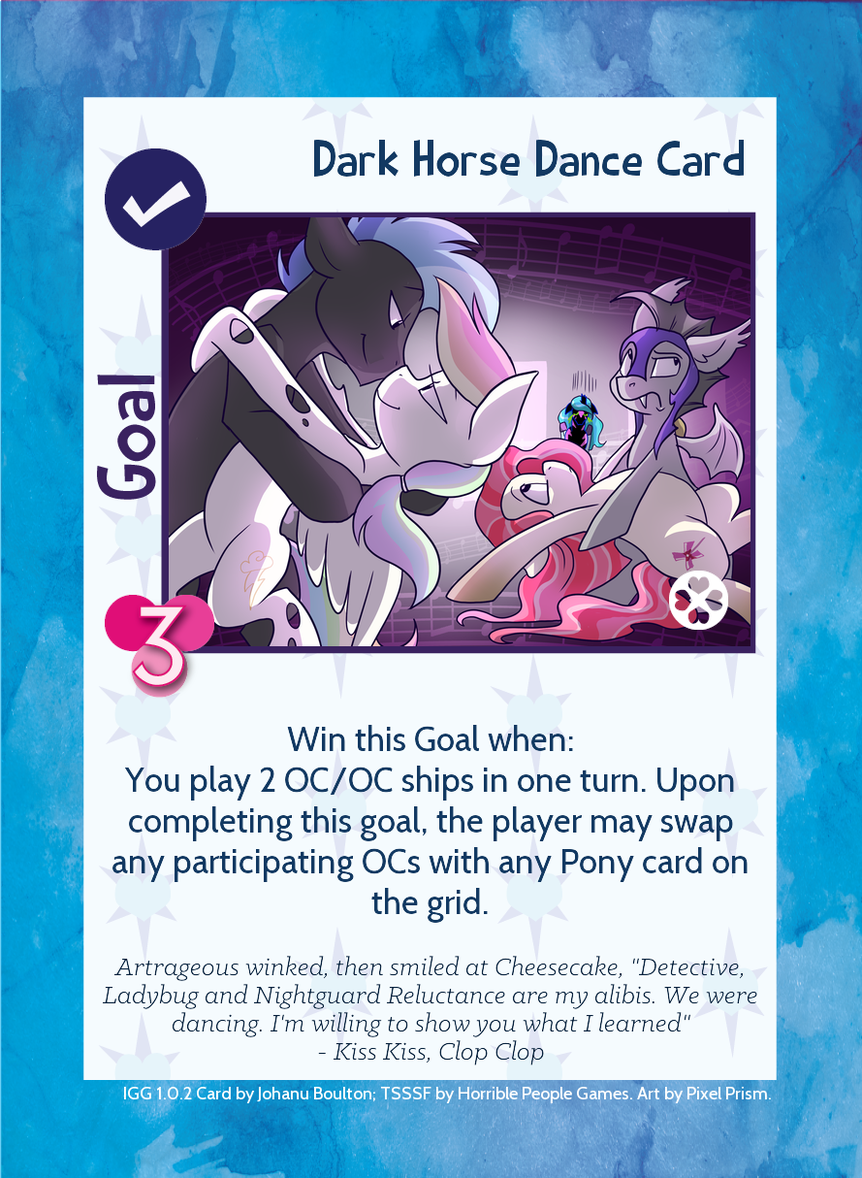 Dark Horse Dance Card
Goal
3
Win this Goal when:
You play 2 OC/OC ships in one turn. Upon
completing this goal, the player may swap
any participating OCs with any Pony card on
the grid.
Artrageous winked, then smiled at Cheesecake, "Detective,
Ladybug and Nightguard Reluctance are my alibis. We were
dancing. I'm willing to show you what I learned"
- Kiss Kiss, Clop Clop
IGG 1.0.2 Card by Johanu Boulton; TSSSF by Horrible People Games. Art by Pixel Prism.